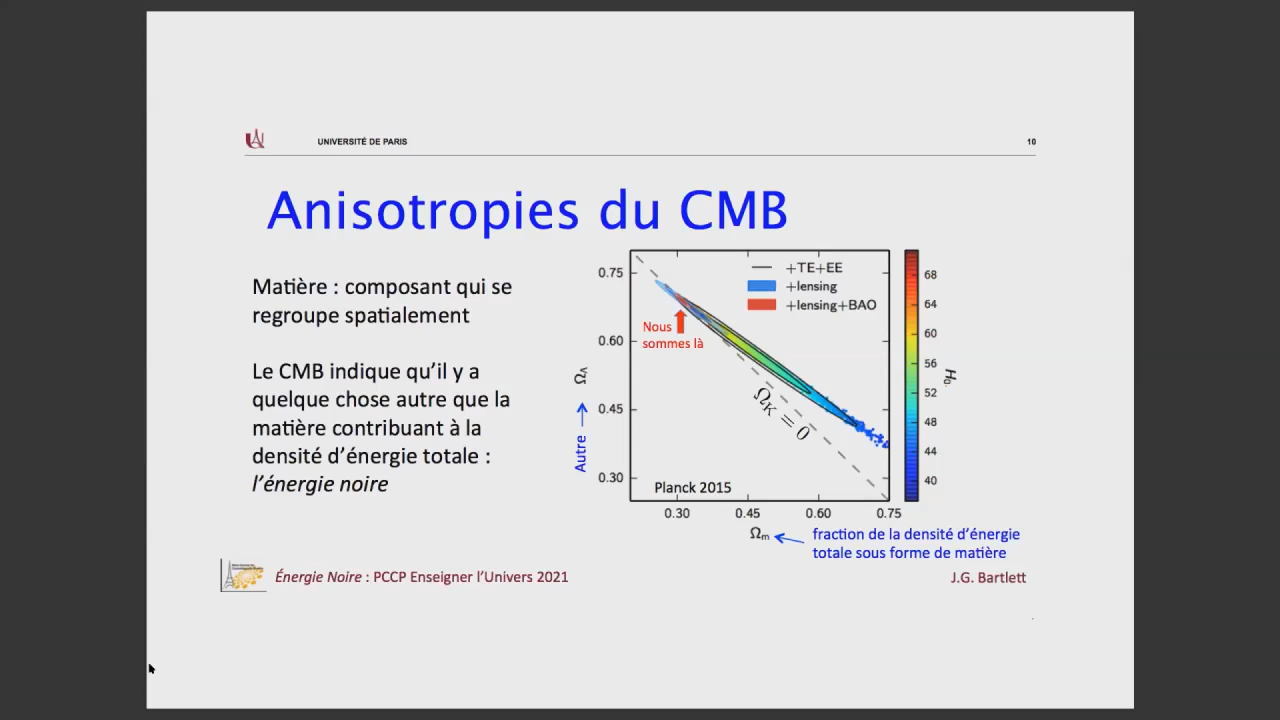 UNIVERSITÉ DE PARIS
10
Anisotropies du CMB
Matière : composant qui se
regroupe spatialement
Le CMB indique qu’il y a
quelque chose autre que la
matière contribuant à la
densité d’énergie totale :
l’énergie noire
+TE+EE
+lensing
+lensing+BAO
Nous
sommes là
0.75
0.60
0.45
0.30
Ω_Λ
Autre
Ω_K = 0
Planck 2015
0.30
0.45
0.60
0.75
Ω_m
68
64
60
56
52
48
44
40
H_0
fraction de la densité d’énergie
totale sous forme de matière
Énergie Noire : PCCP Enseigner l’Univers 2021
J.G. Bartlett